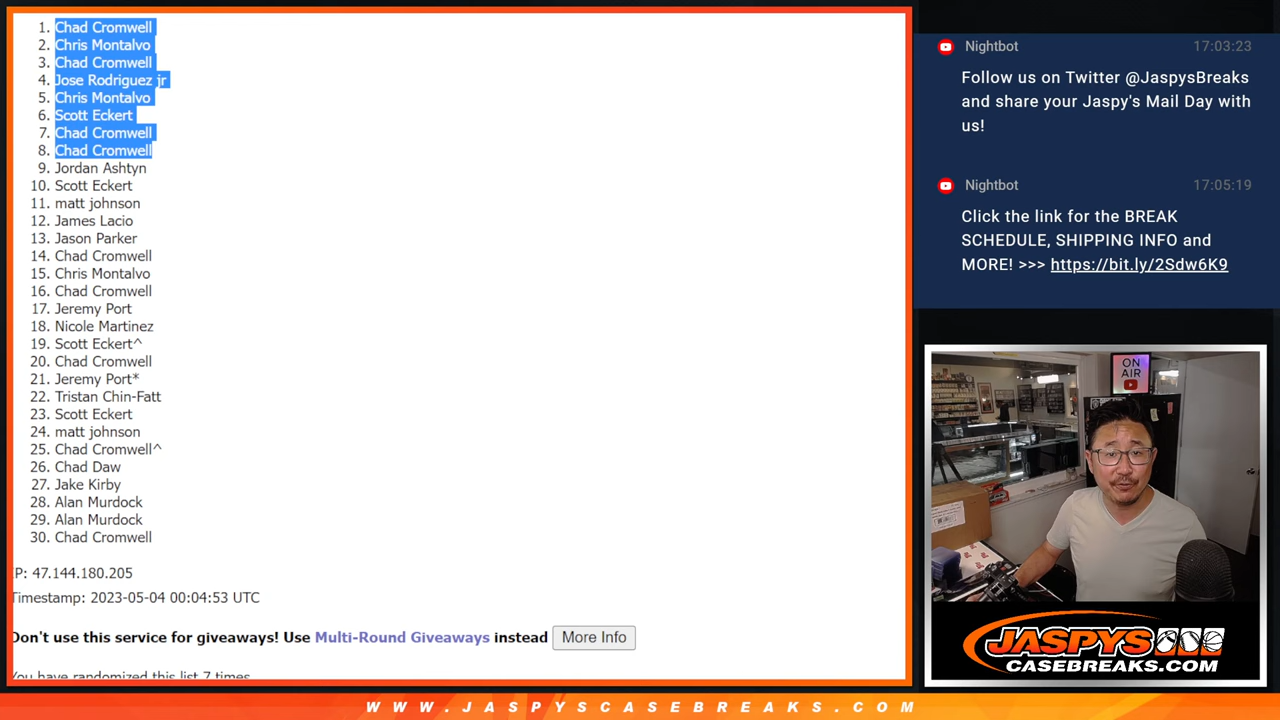 1. Chad Cromwell
2. Chris Montalvo
3. Chad Cromwell
4. Jose Rodriguez jr
5. Chris Montalvo
6. Scott Eckert
7. Chad Cromwell
8. Chad Cromwell
9. Jordan Ashtyn
10. Scott Eckert
11. matt johnson
12. James Lacio
13. Jason Parker
14. Chad Cromwell
15. Chris Montalvo
16. Chad Cromwell
17. Jeremy Port
18. Nicole Martinez
19. Scott Eckert^
20. Chad Cromwell
21. Jeremy Port*
22. Tristan Chin-Fatt
23. Scott Eckert
24. matt johnson
25. Chad Cromwell^
26. Chad Daw
27. Jake Kirby
28. Alan Murdock
29. Alan Murdock
30. Chad Cromwell
IP: 47.144.180.205
Timestamp: 2023-05-04 00:04:53 UTC
Don't use this service for giveaways! Use Multi-Round Giveaways instead More Info
You have randomized this list 7 times
Nightbot 17:03:23
Follow us on Twitter @JaspysBreaks
and share your Jaspy's Mail Day with
us!
Nightbot 17:05:19
Click the link for the BREAK
SCHEDULE, SHIPPING INFO and
MORE! >>> https://bit.ly/2Sdw6K9
ON
AIR
JASPYS
CASEBREAKS.COM
WWW.JASPYSCASEBREAKS.COM